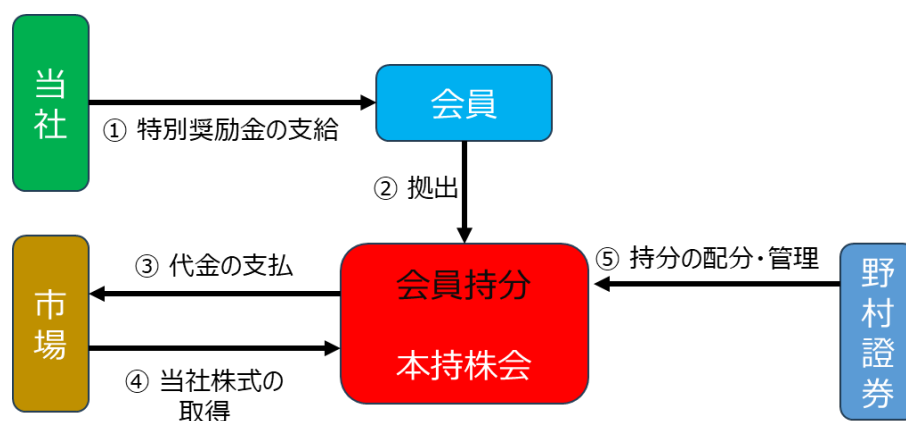 当社
会員
① 特別奨励金の支給
② 拠出
市場
③ 代金の支払
会員持分
本持株会
④ 当社株式の
取得
⑤ 持分の配分・管理
野村證券